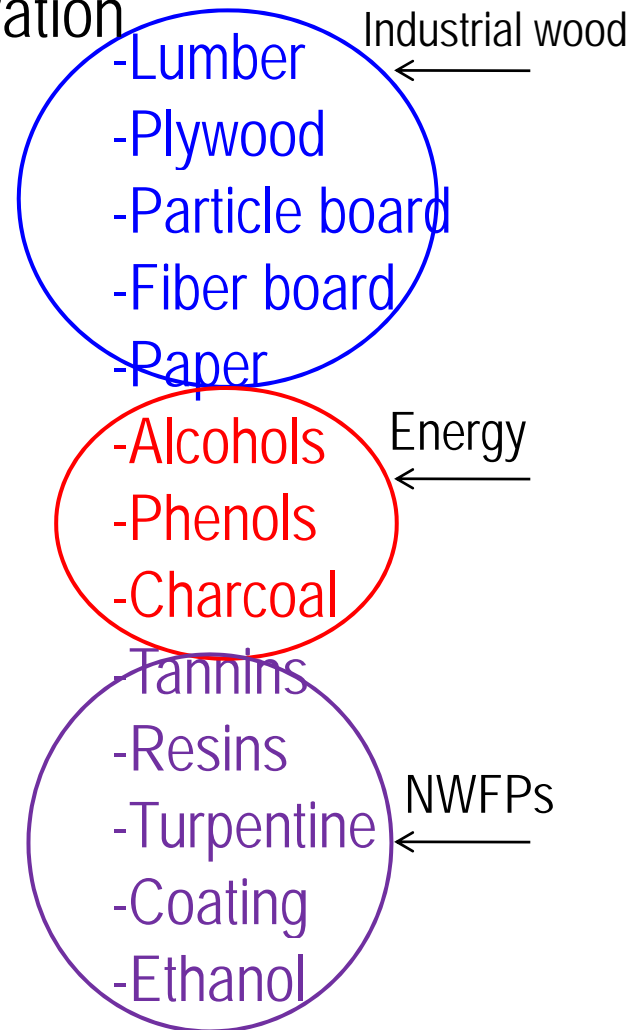 Industrial wood
-Lumber
-Plywood
-Particle board
-Fiber board
-Paper
Energy
-Alcohols
-Phenols
-Charcoal
-Tannins
-Resins
NWFPs
-Turpentine
-Coating
-Ethanol